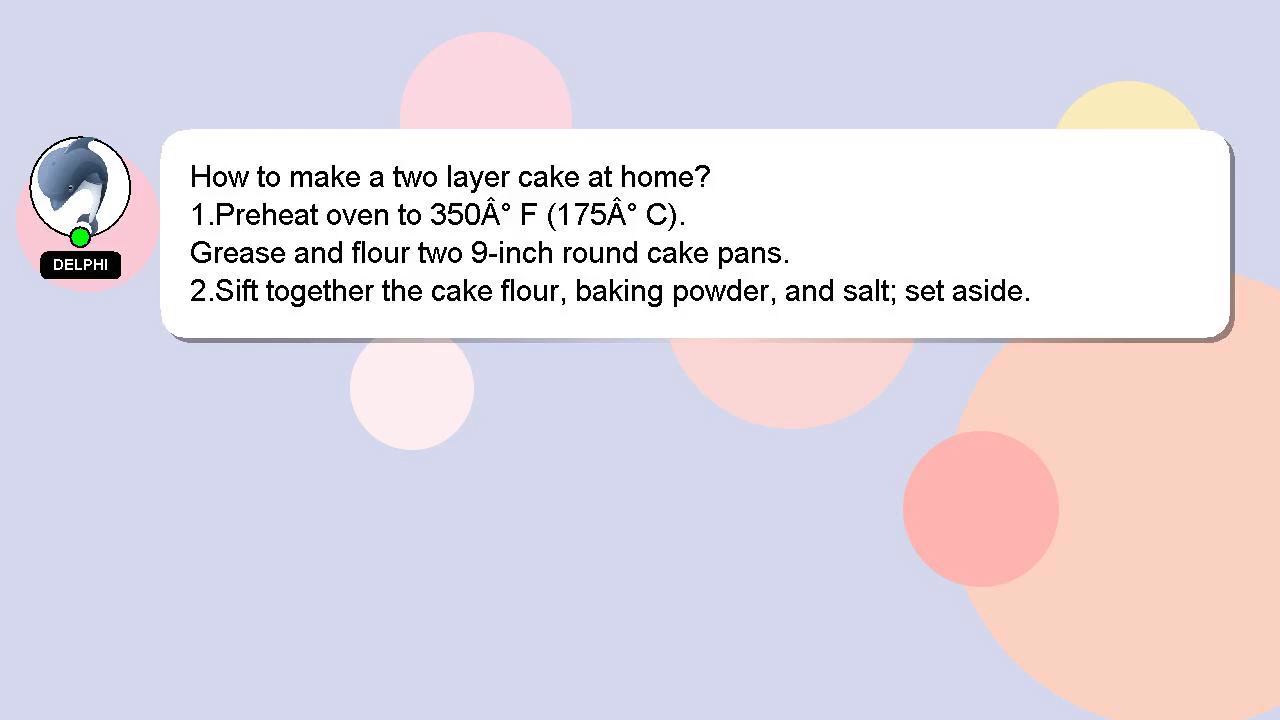 How to make a two layer cake at home?
1.Preheat oven to 350Â° F (175Â° C).
Grease and flour two 9-inch round cake pans.
2.Sift together the cake flour, baking powder, and salt; set aside.
DELPHI